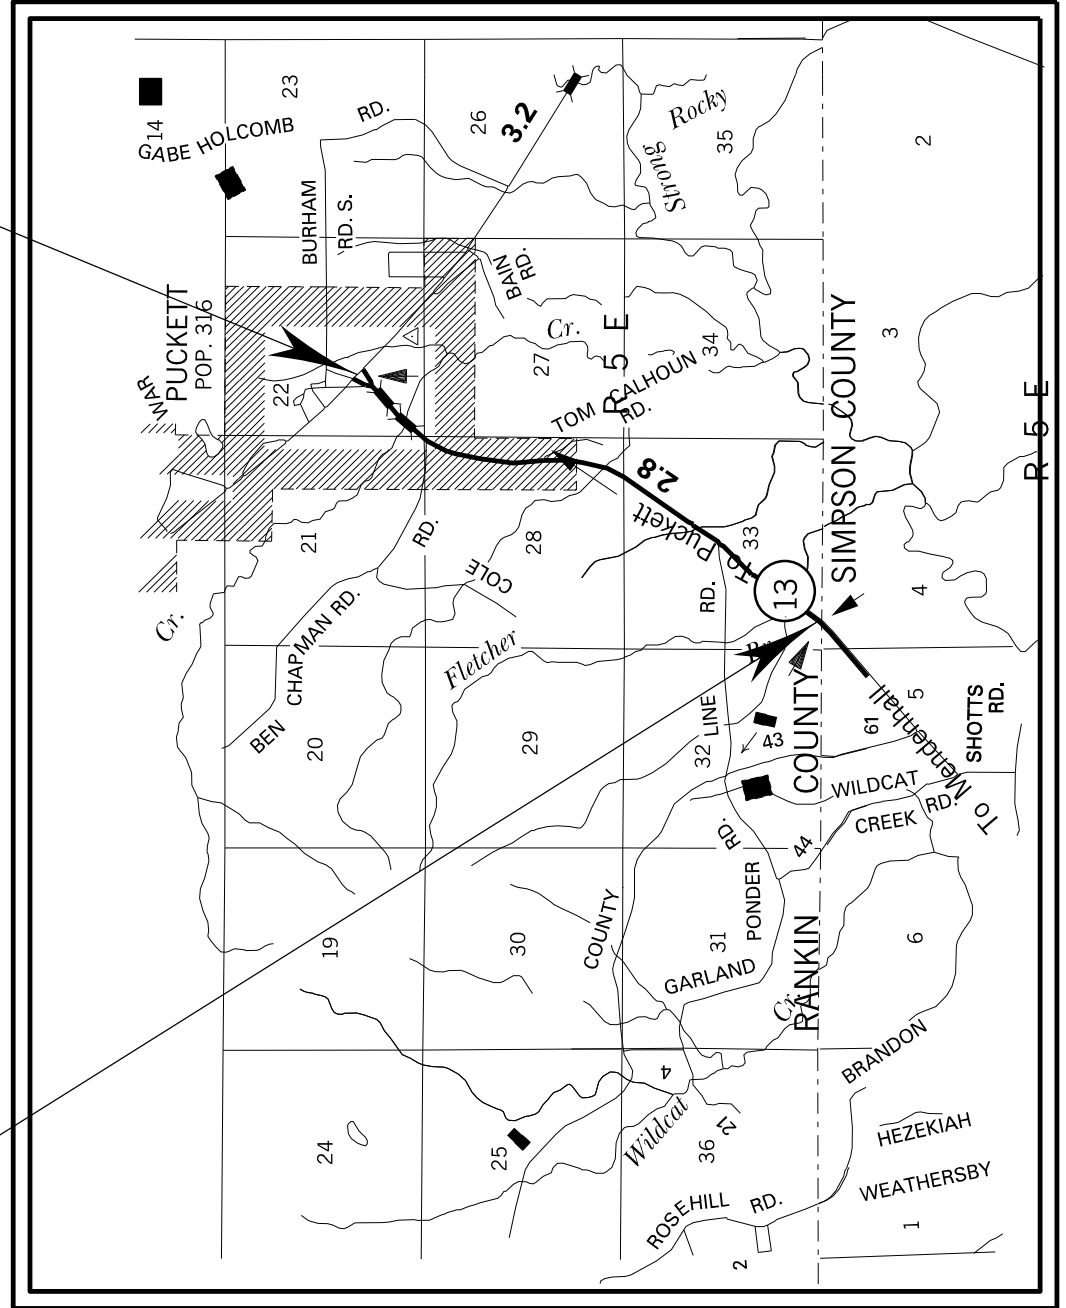 23
14
GABE HOLCOMB
RD.
26
3.2
Rocky
Strong
35
2
BURHAM
RD. S.
BAIN
RD.
PUCKETT
POP. 316
WAR
22
Cr.
27
R 5 E
34
TOM CALHOUN
RD.
3
SIMPSON COUNTY
R 5 E
2.8
To Puckett
33
21
RD.
28
COLE
Cr.
BEN CHAPMAN RD.
Fletcher
RD.
13
4
Br.
20
29
LINE
32
43
COUNTY
61
5
SHOTTS
RD.
To Mendenhall
WILDCAT
CREEK RD.
44
RD.
PONDER
19
30
COUNTY
31
GARLAND
Cr.
RANKIN
6
BRANDON
4
24
25
Wildcat
21
36
HEZEKIAH
WEATHERSBY
ROSEHILL RD.
1
2